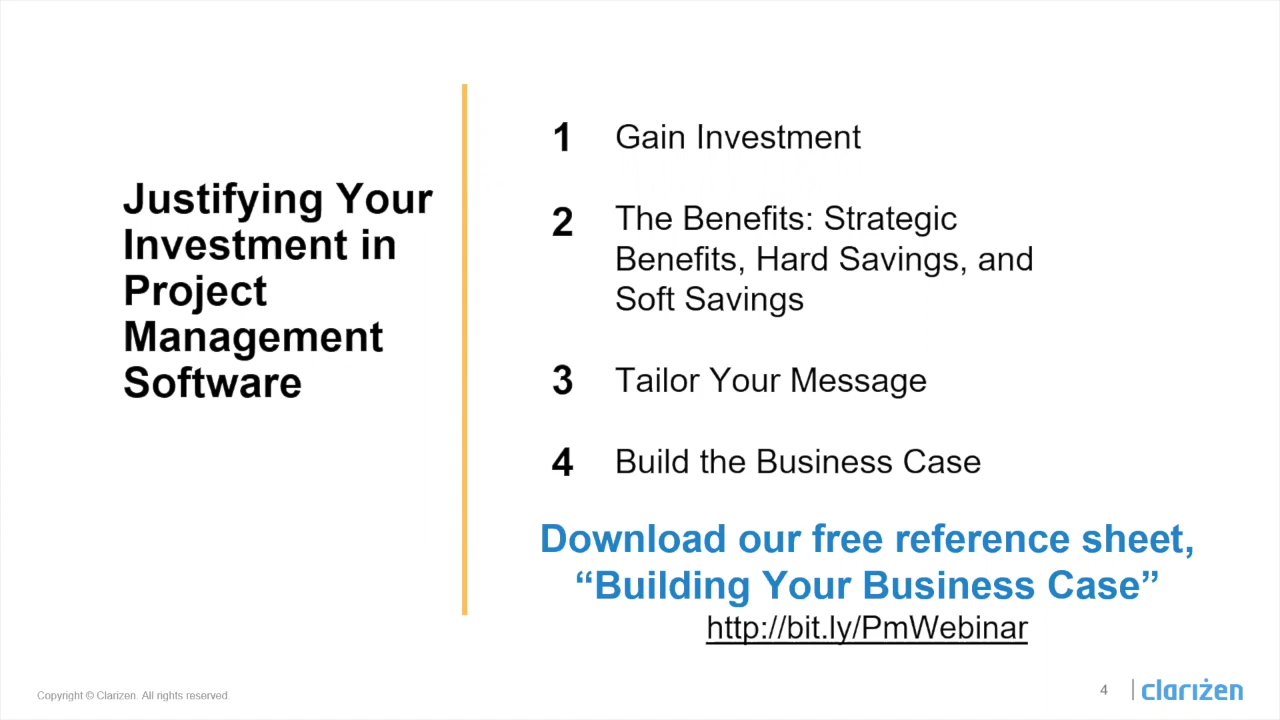 Justifying Your
Investment in
Project
Management
Software
1 Gain Investment
2 The Benefits: Strategic
Benefits, Hard Savings, and
Soft Savings
3 Tailor Your Message
4 Build the Business Case
Download our free reference sheet,
“Building Your Business Case”
http://bit.ly/PmWebinar
Copyright © Clarizen. All rights reserved.
4 | clarizen